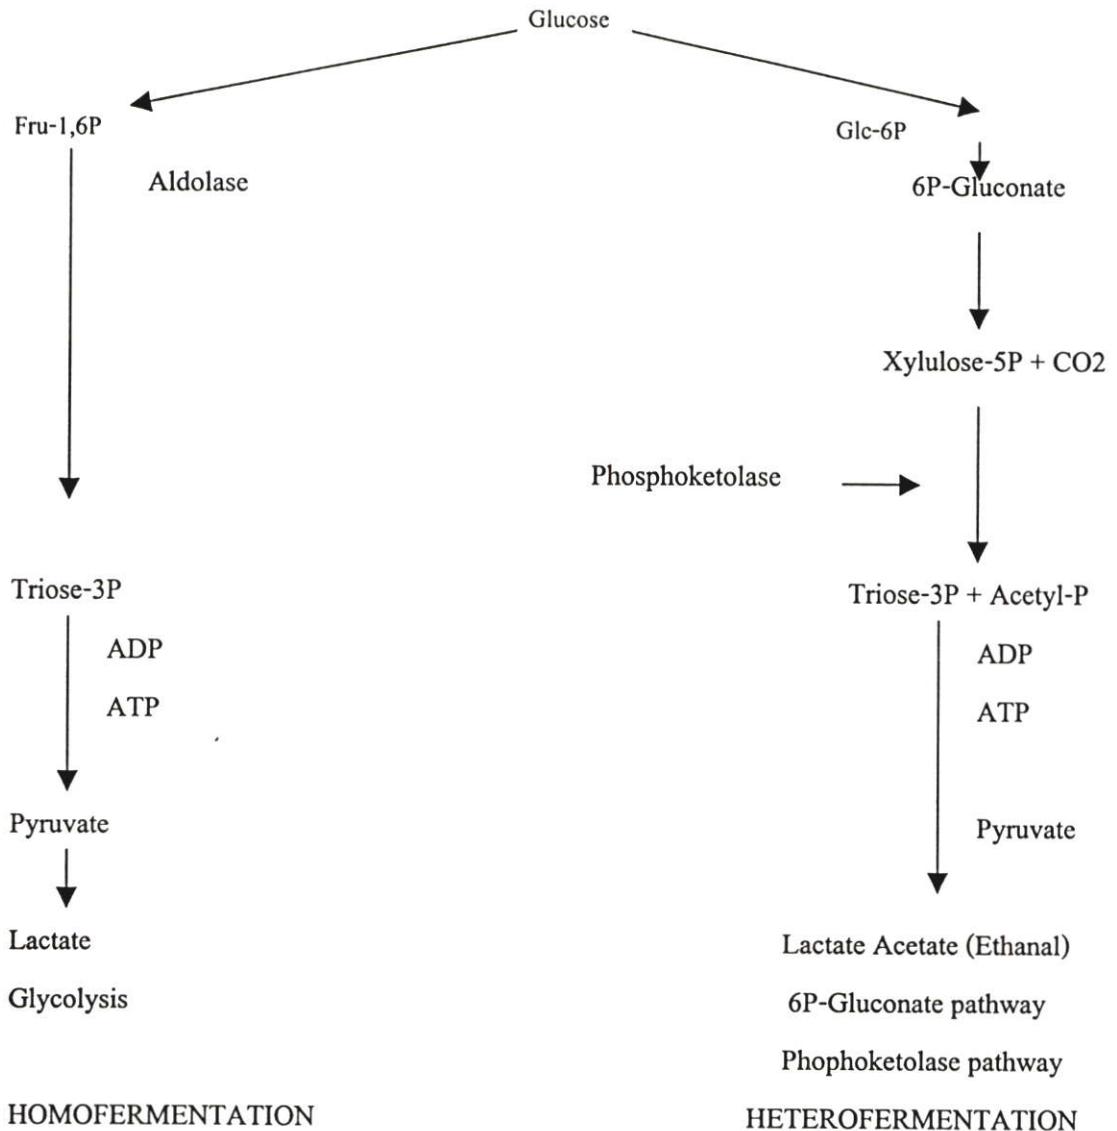 Glucose
Fru-1,6P
Glc-6P
Aldolase
6P-Gluconate
Xylulose-5P + CO2
Phosphoketolase
Triose-3P
Triose-3P + Acetyl-P
ADP
ADP
ATP
ATP
Pyruvate
Pyruvate
Lactate
Lactate Acetate (Ethanal)
Glycolysis
6P-Gluconate pathway
Phophoketolase pathway
HOMOFERMENTATION
HETEROFERMENTATION